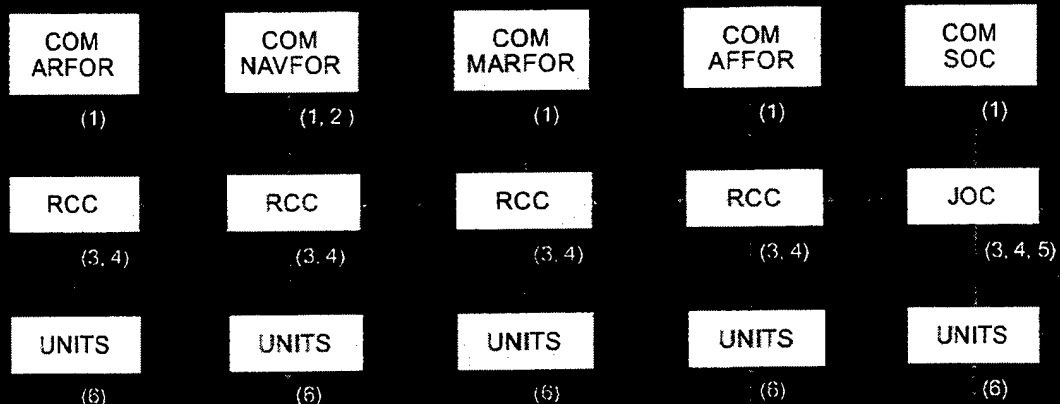 COM COM COM COM COM
ARFOR NAVFOR MARFOR AFFOR SOC
(1) (1, 2 ) (1) (1) (1)
RCC RCC RCC RCC JOC
(3, 4) (3, 4) (3, 4) (3, 4) (3, 4, 5)
UNITS UNITS UNITS UNITS UNITS
(6) (6) (6) (6) (6)